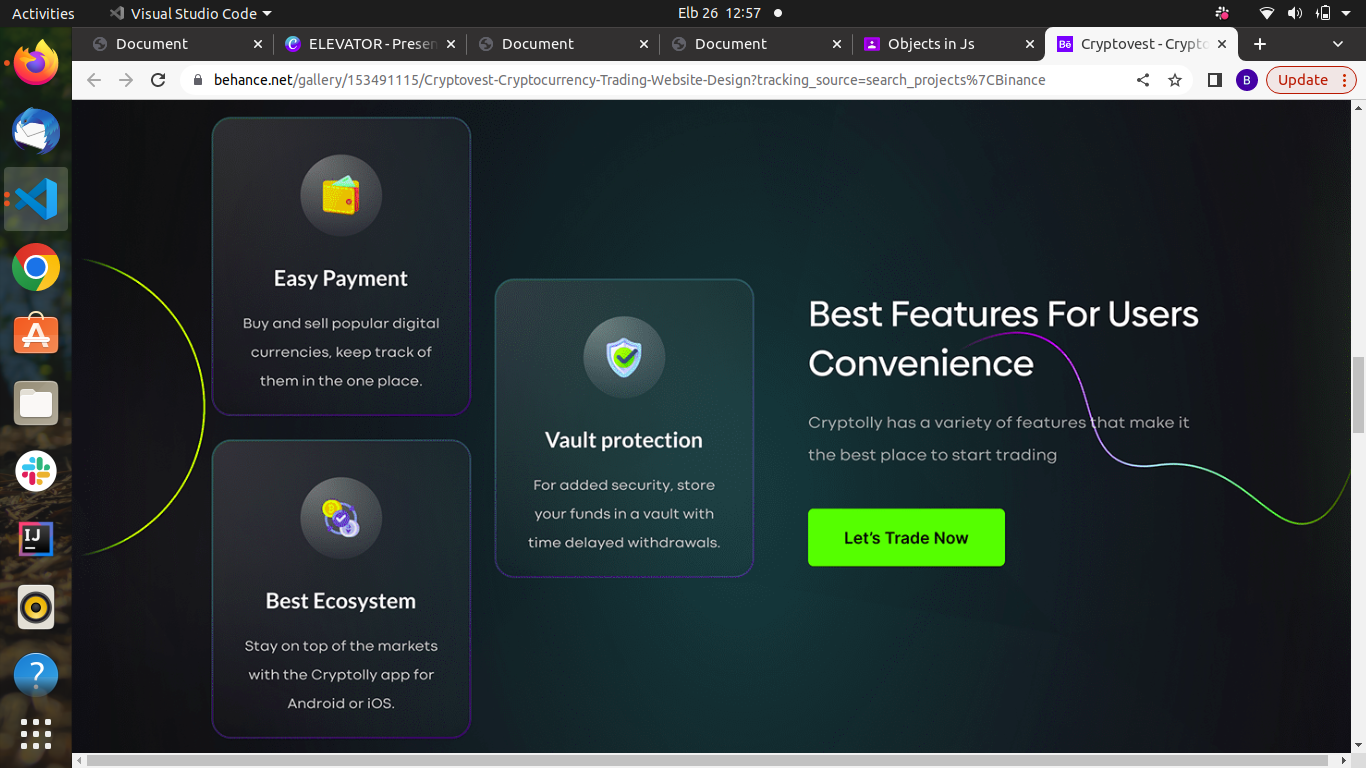 Activities
Visual Studio Code
Elb 26 12:57
Document
ELEVATOR - Presen
Document
Document
Objects in Js
Cryptovest - Crypto
behance.net/gallery/153491115/Cryptovest-Cryptocurrency-Trading-Website-Design?tracking_source=search_projects%7CBinance
B
Update
Easy Payment
Buy and sell popular digital
currencies, keep track of
them in the one place.
Best Ecosystem
Stay on top of the markets
with the Cryptolly app for
Android or iOS.
Vault protection
For added security, store
your funds in a vault with
time delayed withdrawals.
Best Features For Users
Convenience
Cryptolly has a variety of features that make it
the best place to start trading
Let's Trade Now